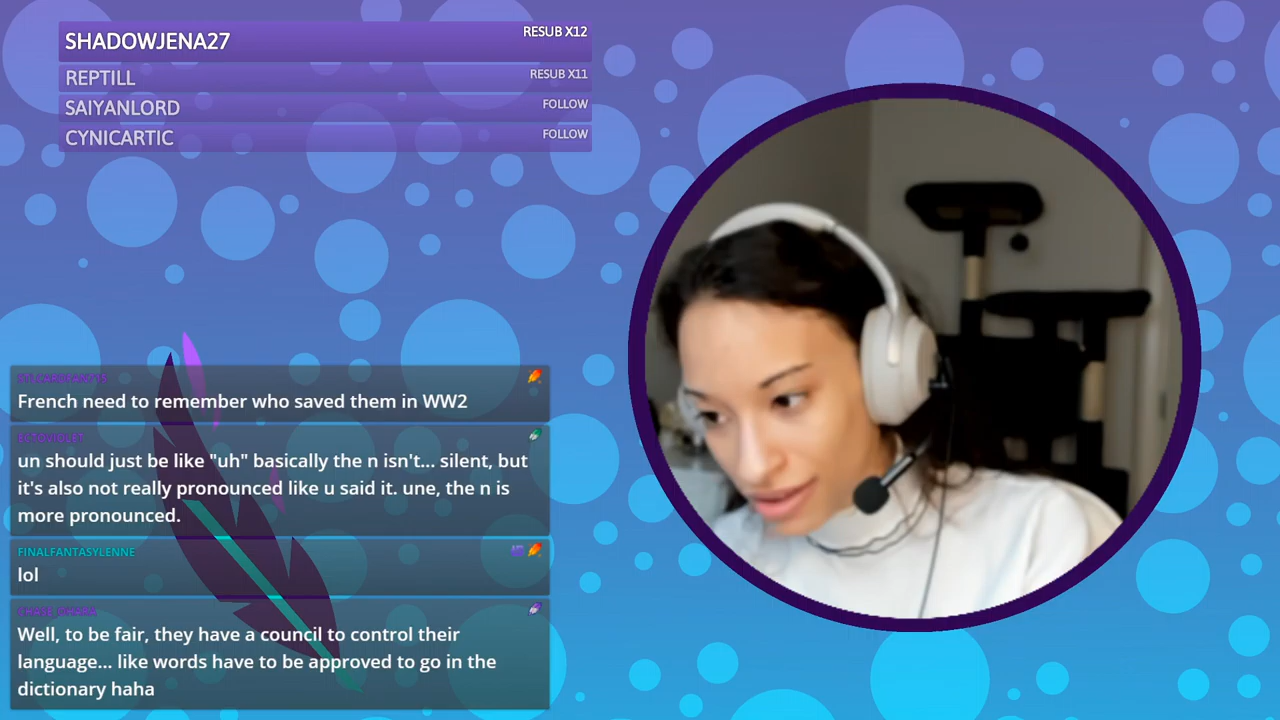 SHADOWJENA27 RESUB X12
REPTILL RESUB X11
SAIYANLORD FOLLOW
CYNICARTIC FOLLOW
French need to remember who saved them in WW2
un should just be like "uh" basically the n isn't... silent, but
it's also not really pronounced like u said it. une, the n is
more pronounced.
FINALFANTASYLENNE
lol
Well, to be fair, they have a council to control their
language... like words have to be approved to go in the
dictionary haha